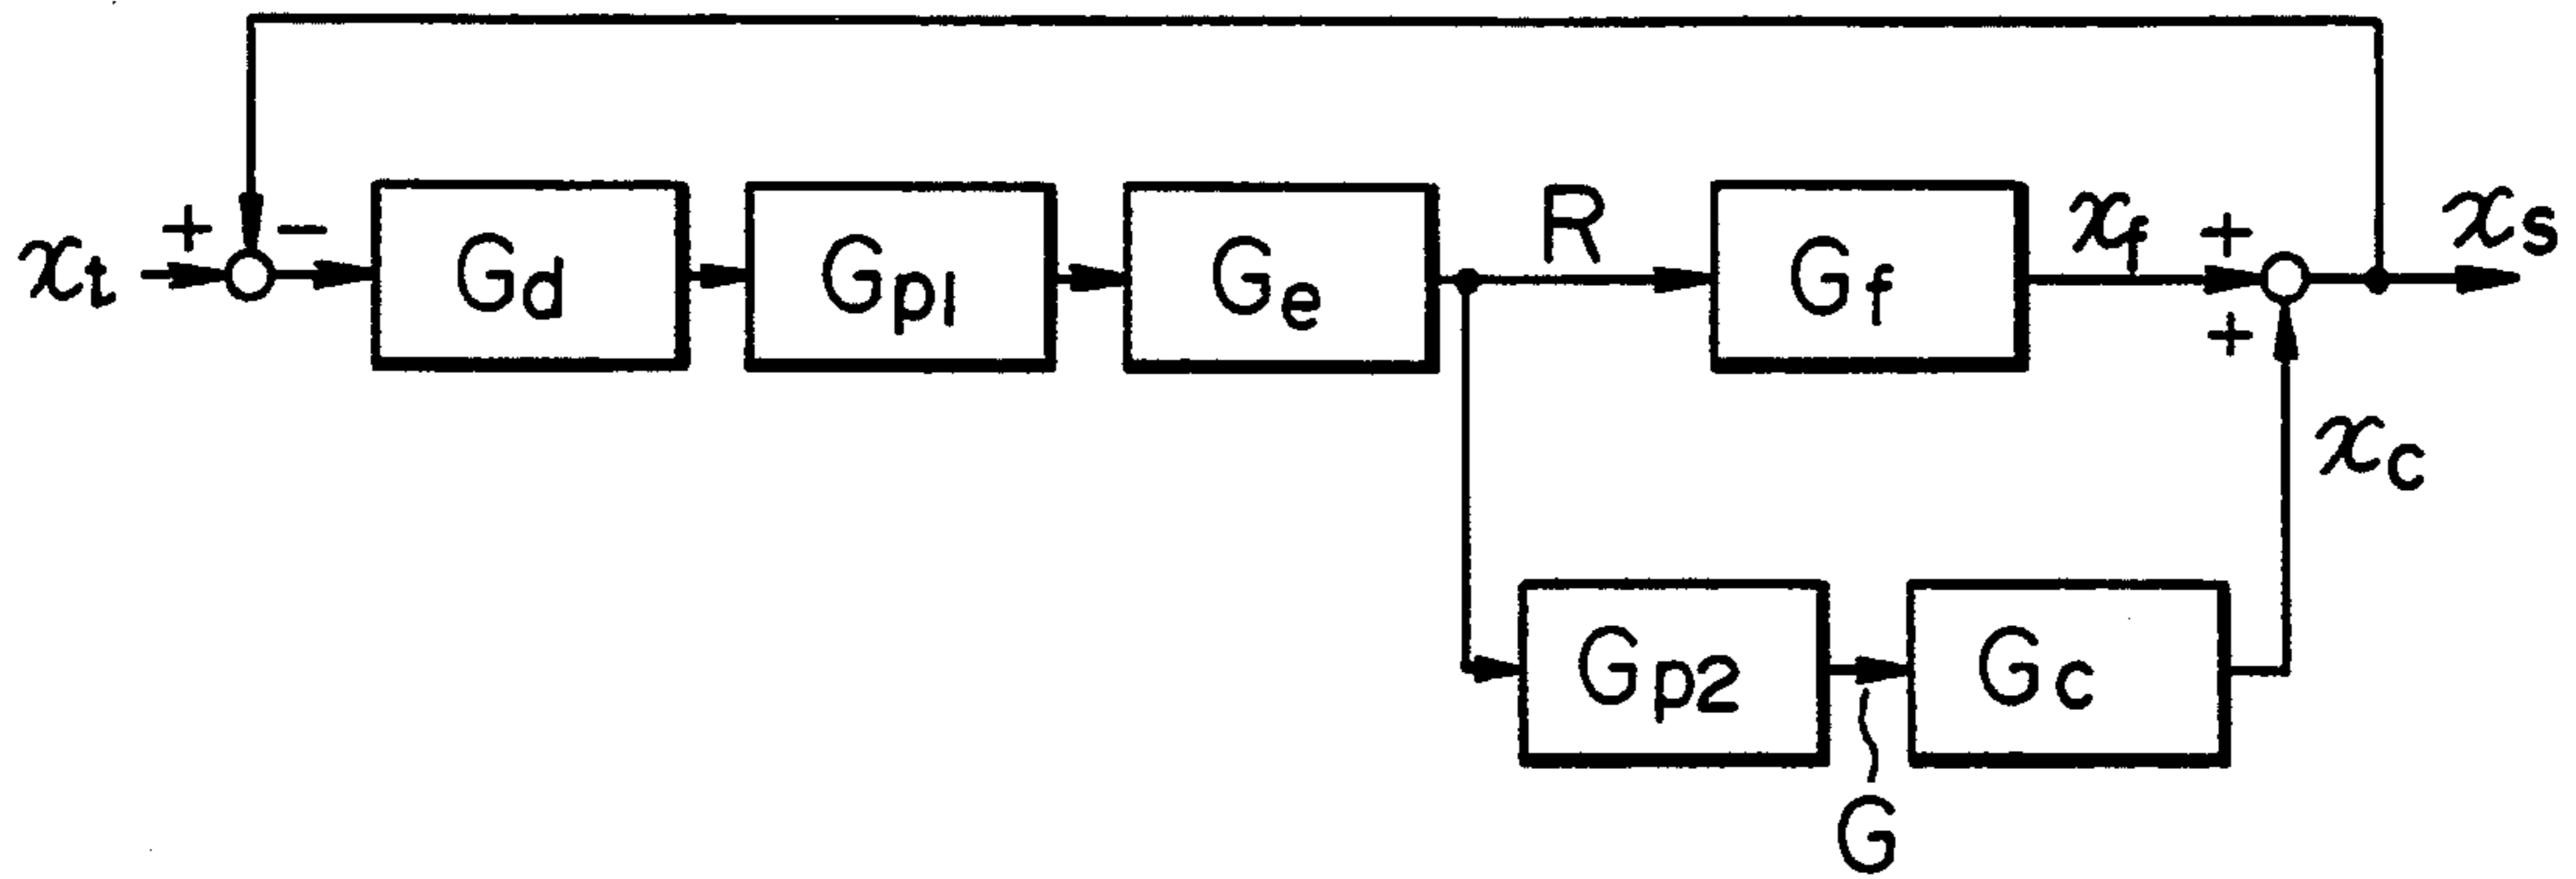 xt + − Gd Gp1 Ge R Gf xf + + xs
xc
Gp2 Gc
G